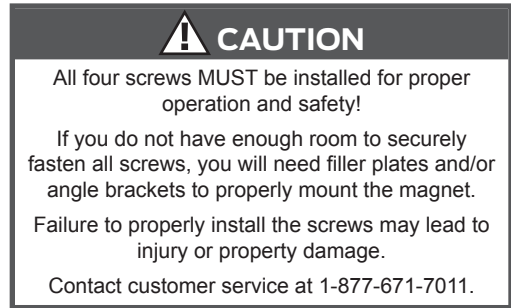 CAUTION
All four screws MUST be installed for proper
operation and safety!
If you do not have enough room to securely
fasten all screws, you will need filler plates and/or
angle brackets to properly mount the magnet.
Failure to properly install the screws may lead to
injury or property damage.
Contact customer service at 1-877-671-7011.